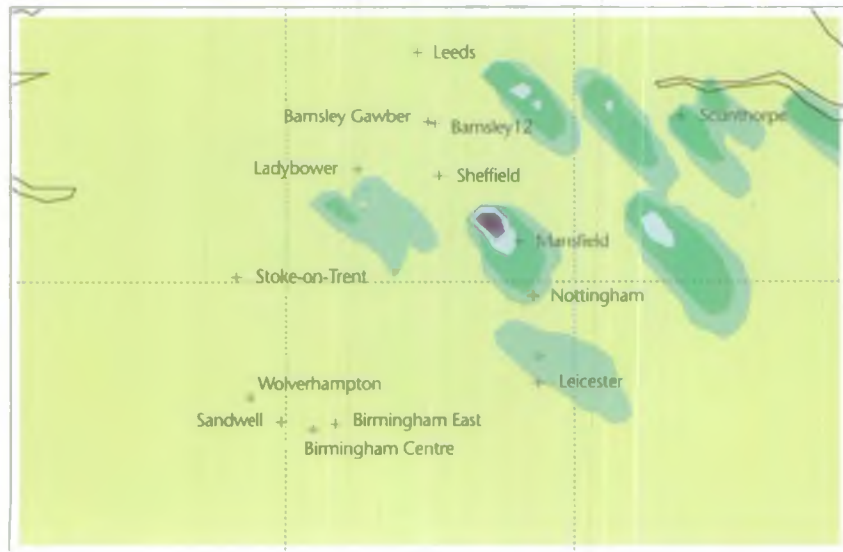 Leeds
Barnsley Gawber
Barnsley12
Scunthorpe
Ladybower
Sheffield
Mansfield
Stoke-on-Trent
Nottingham
Wolverhampton
Leicester
Sandwell
Birmingham East
Birmingham Centre